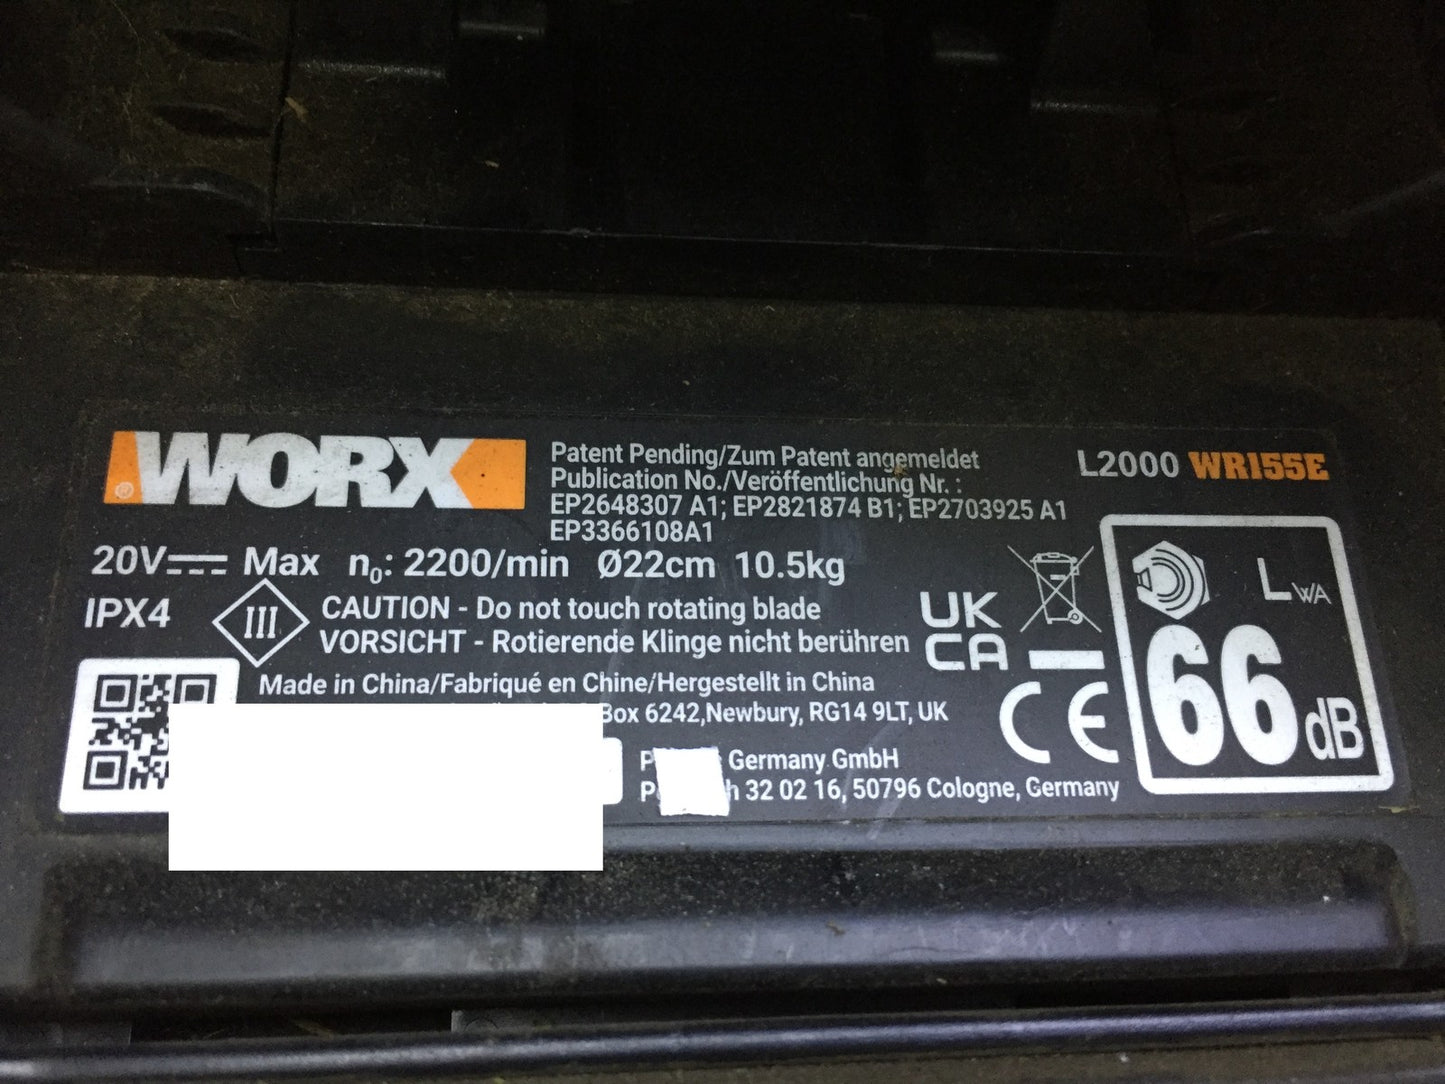 WORX®
Patent Pending/Zum Patent angemeldet
Publication No./Veröffentlichung Nr. :
EP2648307 A1; EP2821874 B1; EP2703925 A1
EP3366108A1
L2000 WR155E
20V Max n₀: 2200/min Ø22cm 10.5kg
IPX4
III
CAUTION - Do not touch rotating blade
VORSICHT - Rotierende Klinge nicht berühren
UK
CA
CE
LWA
66dB
Made in China/Fabriqué en Chine/Hergestellt in China
Box 6242,Newbury, RG14 9LT, UK
Germany GmbH
32 02 16, 50796 Cologne, Germany